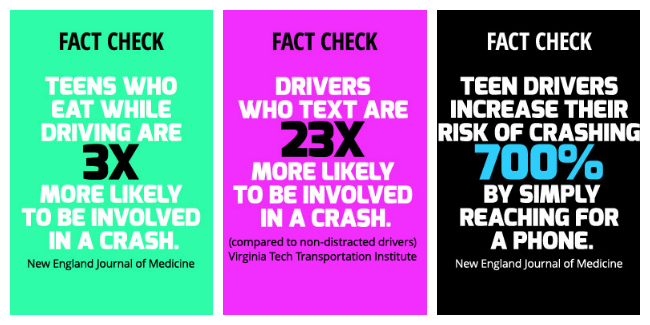 FACT CHECK
TEENS WHO
EAT WHILE
DRIVING ARE
3X
MORE LIKELY
TO BE INVOLVED
IN A CRASH.
New England Journal of Medicine
FACT CHECK
DRIVERS
WHO TEXT ARE
23X
MORE LIKELY
TO BE INVOLVED
IN A CRASH.
(compared to non-distracted drivers)
Virginia Tech Transportation Institute
FACT CHECK
TEEN DRIVERS
INCREASE THEIR
RISK OF CRASHING
700%
BY SIMPLY
REACHING FOR
A PHONE.
New England Journal of Medicine